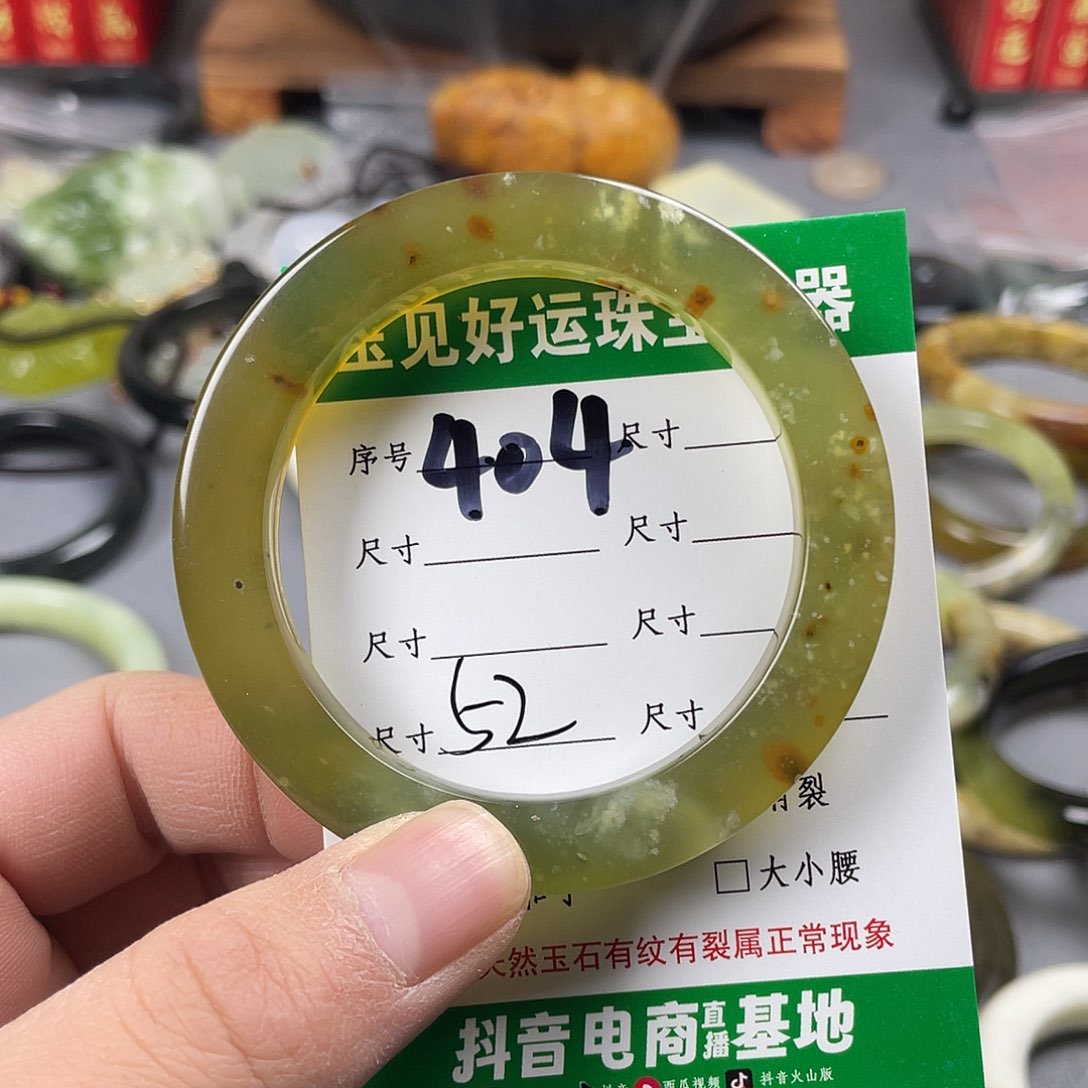 玉见好运珠宝 器
序号 404 尺寸
尺寸 尺寸
尺寸 尺寸
尺寸 52 尺寸
有裂
大小腰
天然玉石有纹有裂属正常现象
抖音电商直播基地
抖音 西瓜视频 抖音火山版